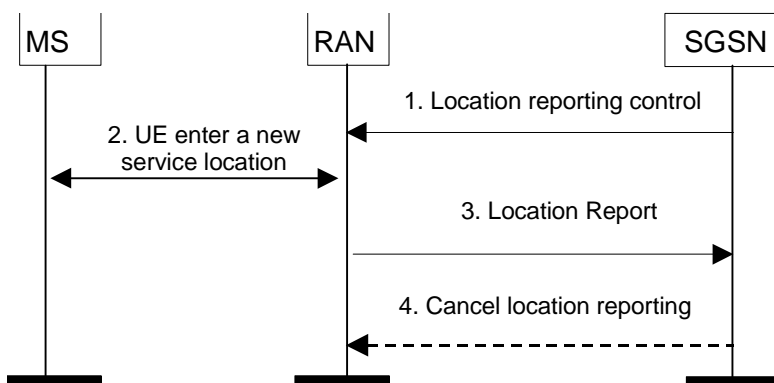 MS
RAN
SGSN
1. Location reporting control
2. UE enter a new
service location
3. Location Report
4. Cancel location reporting